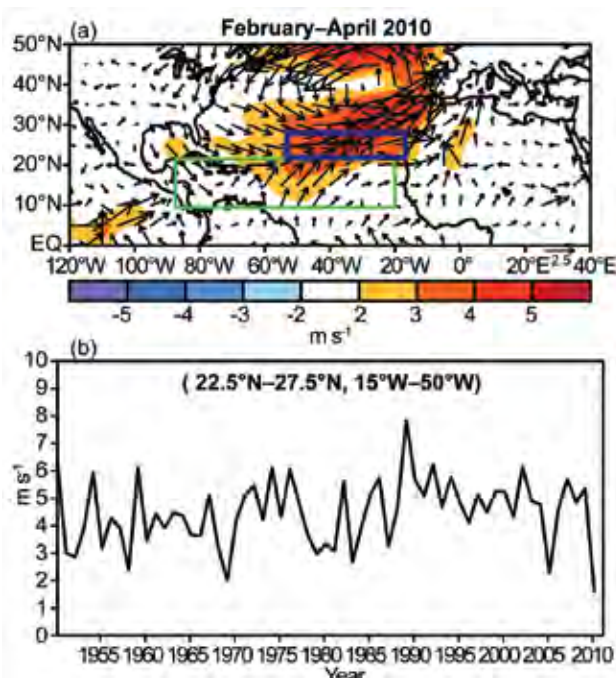 (a) February–April 2010
50°N
40°N
30°N
20°N
10°N
EQ
120°W 100°W 80°W 60°W 40°W 20°W 0° 20°E 2.5 40°E
-5 -4 -3 -2 2 3 4 5
m s-1
(b)
(22.5°N–27.5°N, 15°W–50°W)
10
9
8
7
6
5
4
3
2
1
0
m s-1
1955 1960 1965 1970 1975 1980 1985 1990 1995 2000 2005 2010
Year